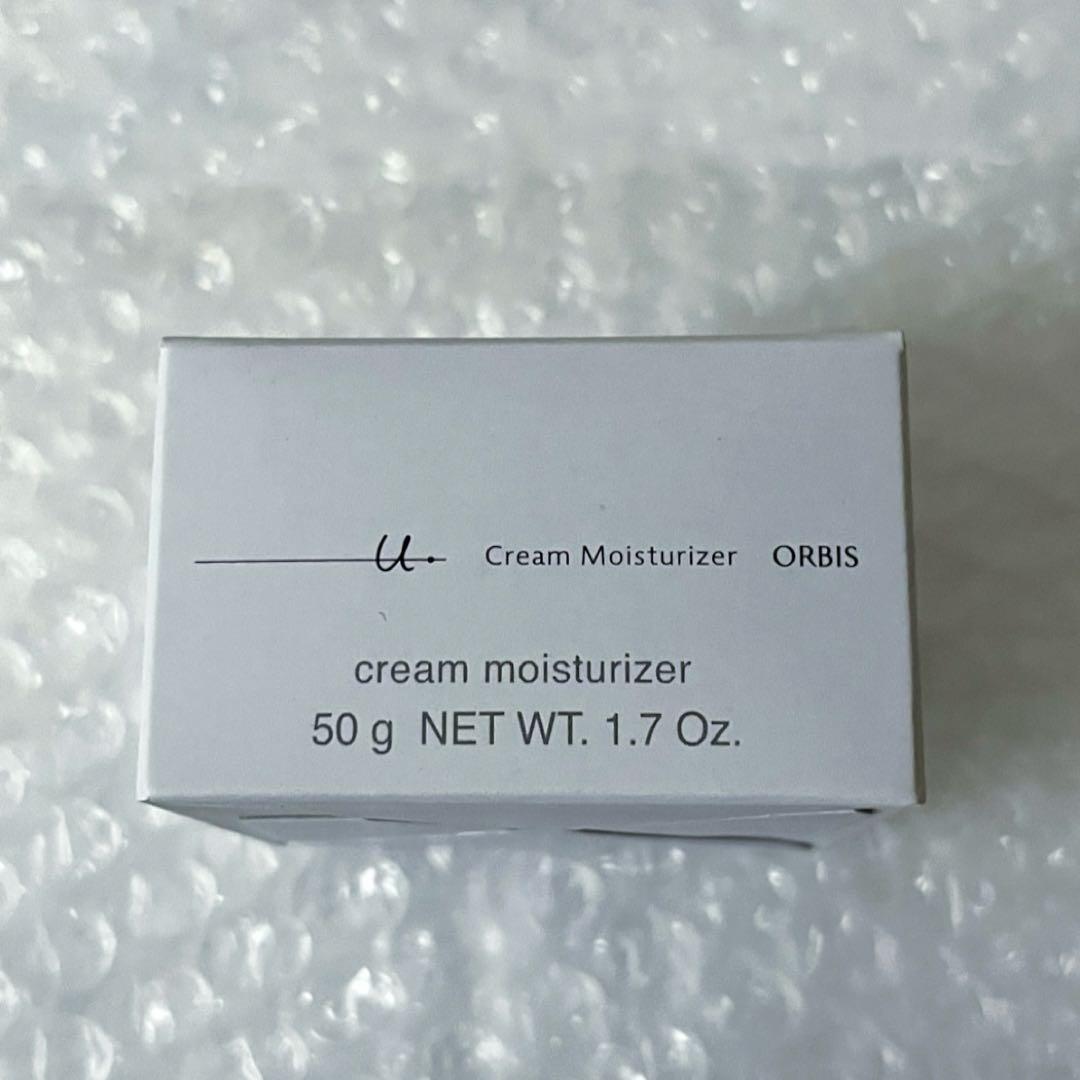 u. Cream Moisturizer ORBIS
cream moisturizer
50 g NET WT. 1.7 Oz.